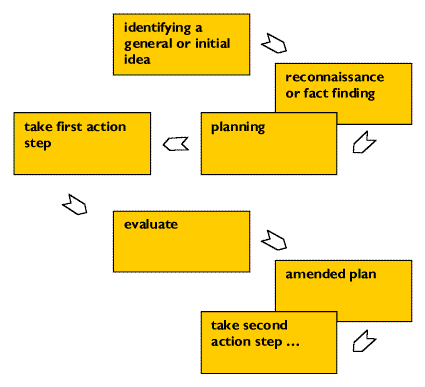 identifying a
general or initial
idea
reconnaissance
or fact finding
planning
take first action
step
evaluate
amended plan
take second
action step ...